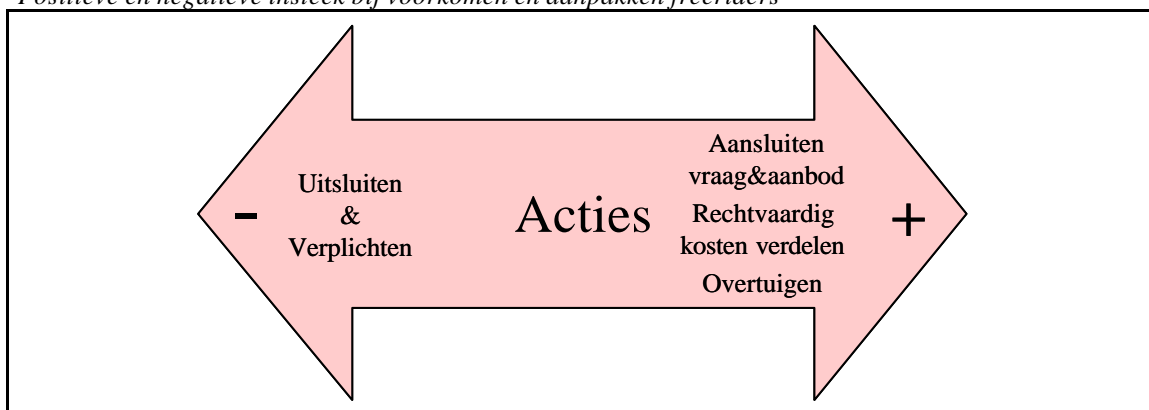 Positieve en negatieve insteek bij voorkomen en aanpakken freeriders
-
Uitsluiten
&
Verplichten
Acties
Aansluiten
vraag&aanbod
Rechtvaardig
kosten verdelen
Overtuigen
+